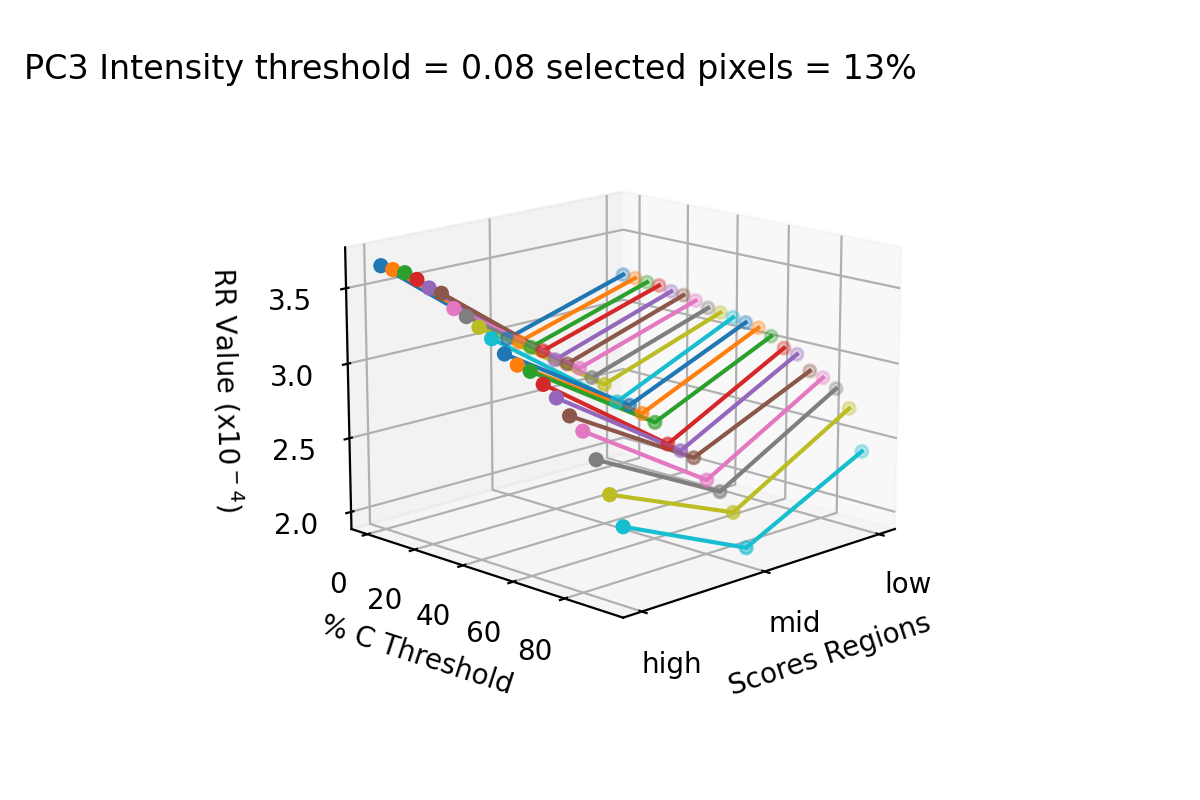 PC3 Intensity threshold = 0.08 selected pixels = 13%
RR Value (x10⁻⁴)
3.5
3.0
2.5
2.0
0
20
40
60
80
% C Threshold
high
mid
low
Scores Regions